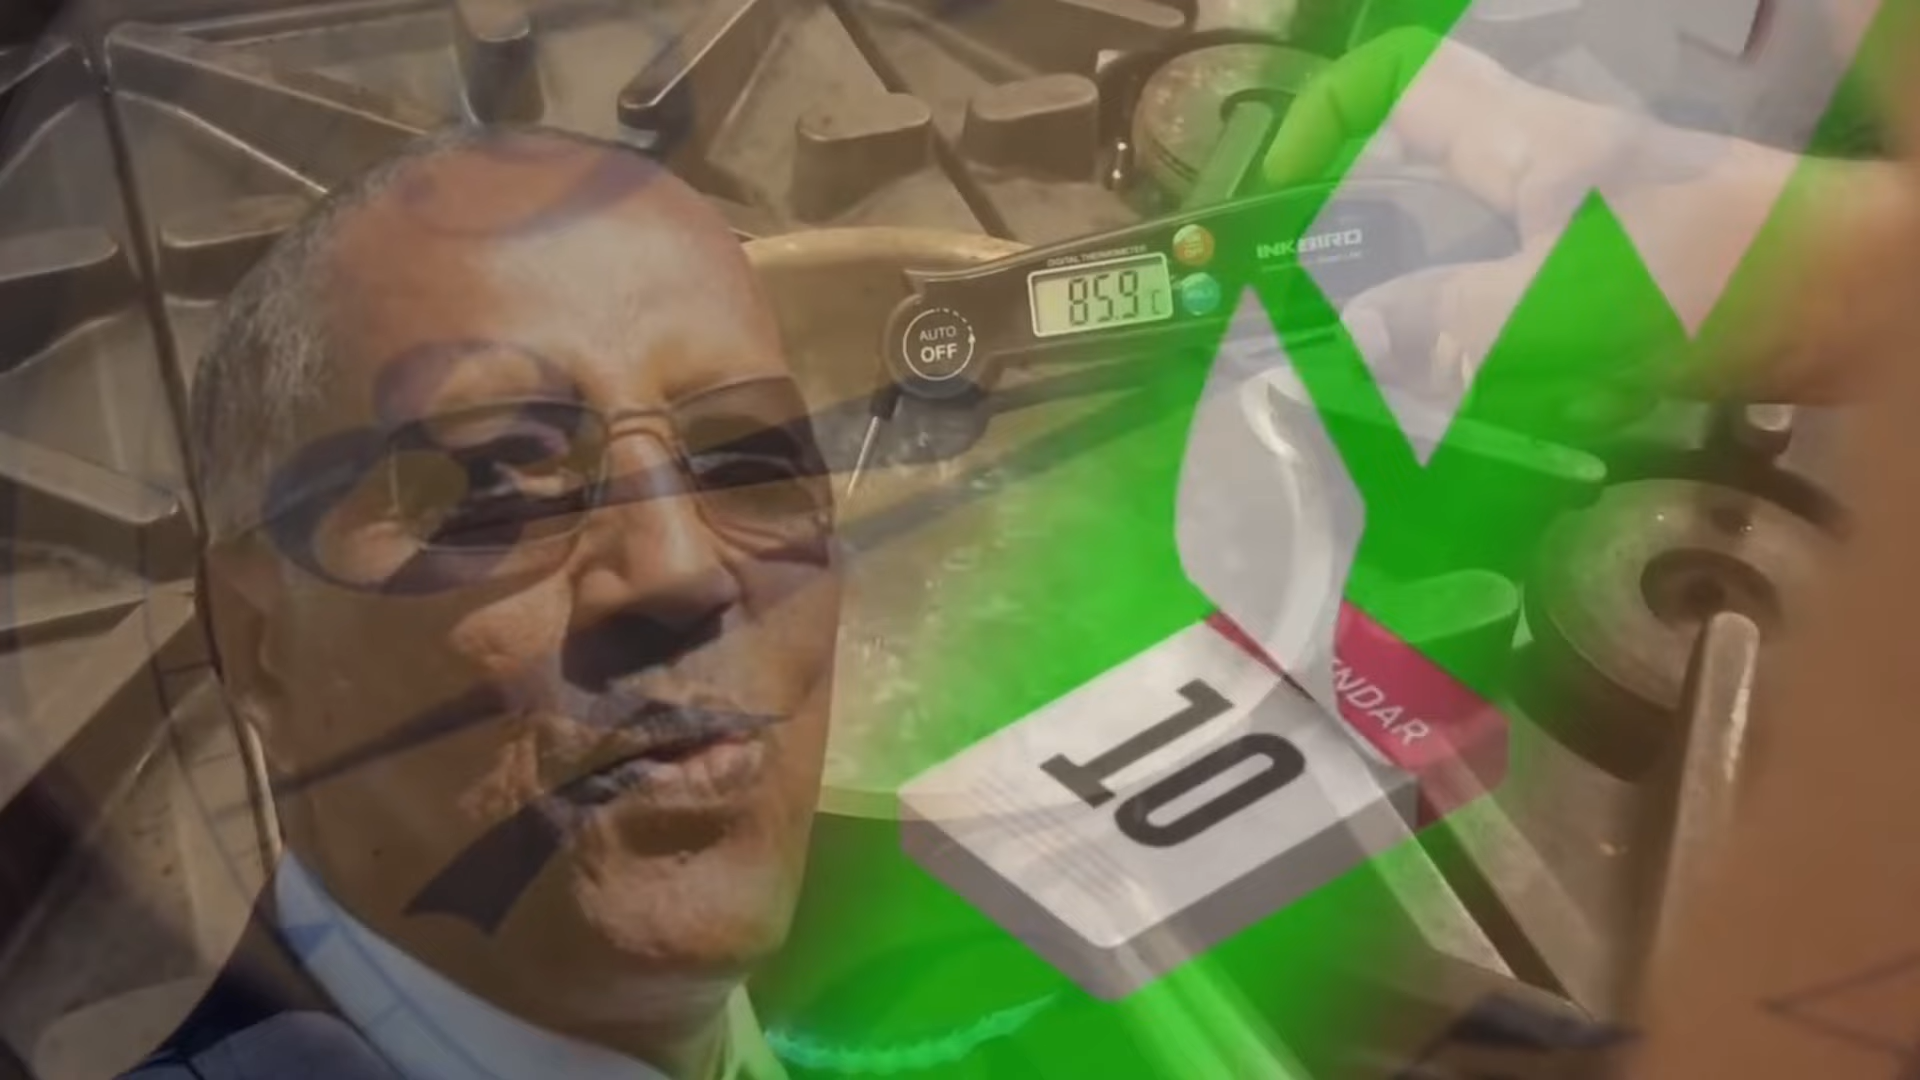 DIGITAL THERMOMETER
INKBIRD
85.9 C
AUTO
OFF
ENDAR
10